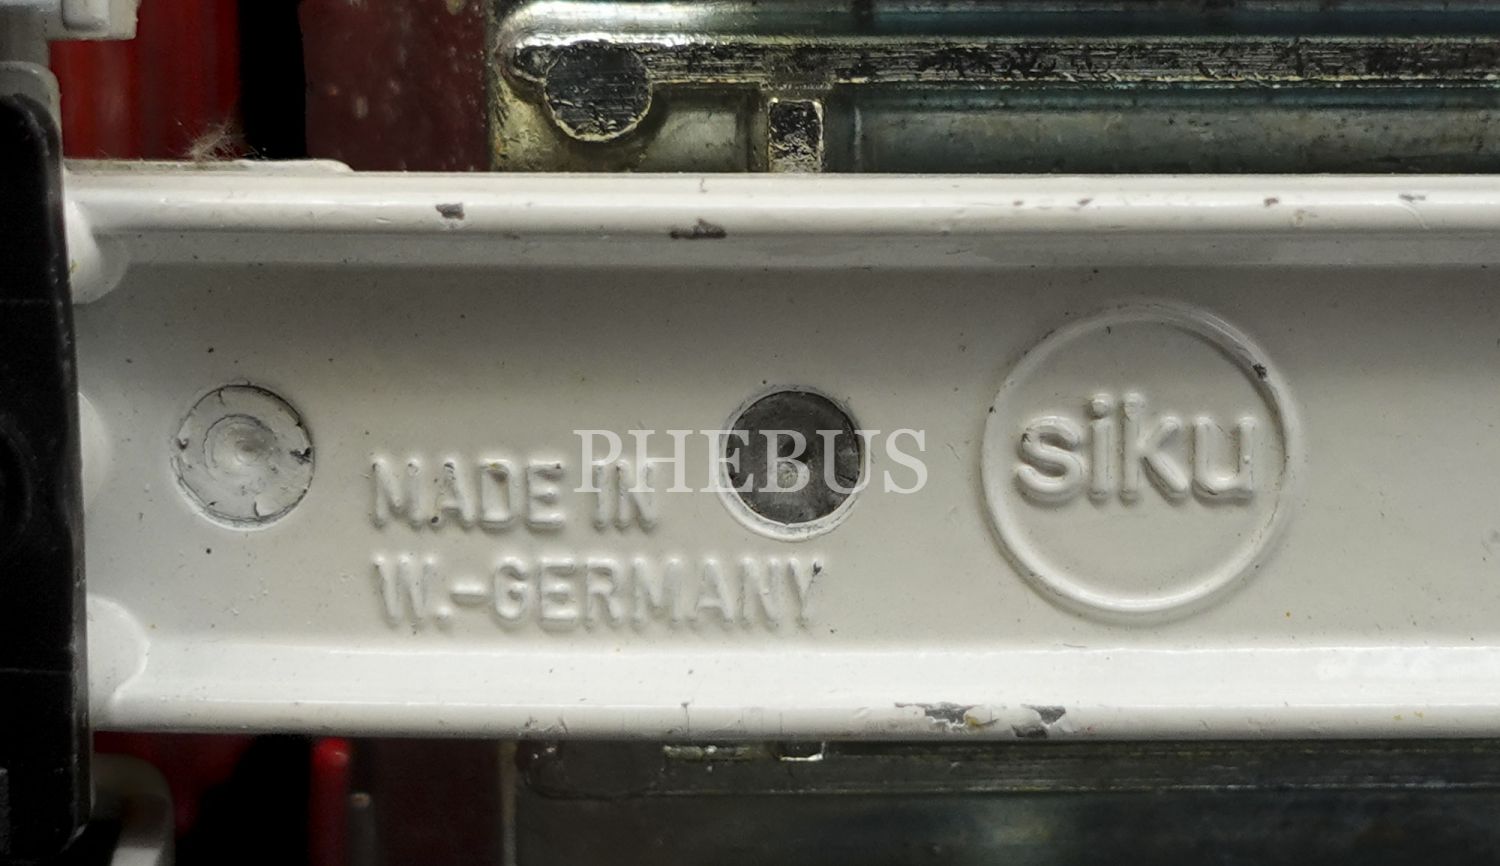 MADE IN
W.-GERMANY
siku
PHEBUS